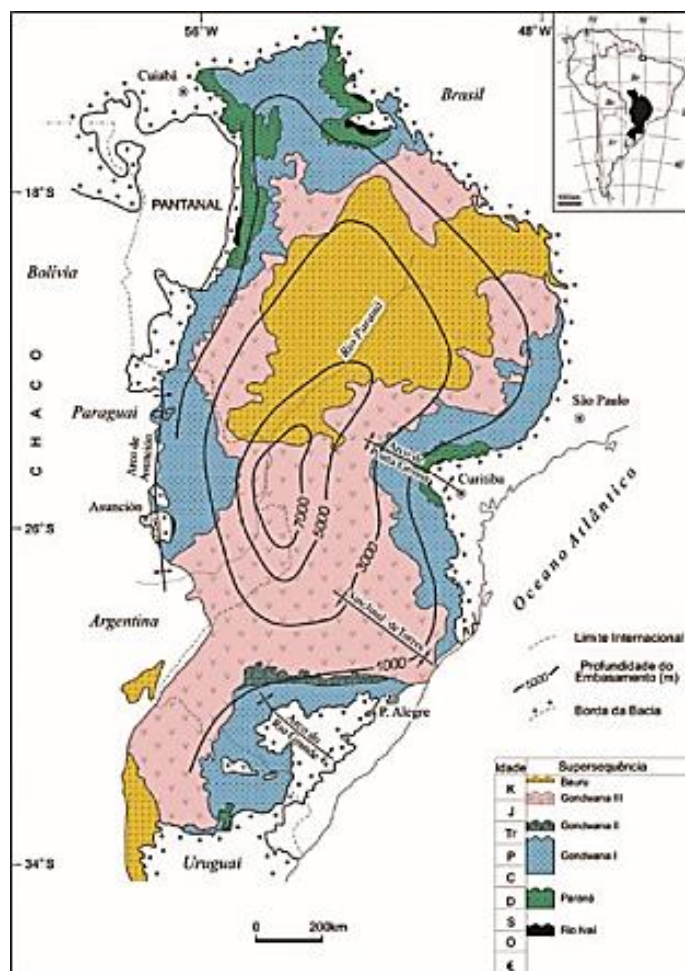 56° W
48° W
Cuiabá
Brasil
18° S
PANTANAL
Bolívia
Rio Paraná
CHACO
Paraguai
São Paulo
Arco de
Asunción
Arco de
Ponta Grossa
Curitiba
Asunción
7000
5000
3000
26° S
Oceano Atlântico
Argentina
Sinclinal de Torres
1000
Limite Internacional
5000
Profundidade do
Embasamento (m)
Borda da Bacia
P. Alegre
Arco do
Rio Grande
Idade
Supersequência
K
Bauru
Gondwana III
J
Gondwana II
Tr
P
Gondwana I
C
D
Paraná
S
Rio Ivaí
O
€
Uruguai
34° S
0
200km